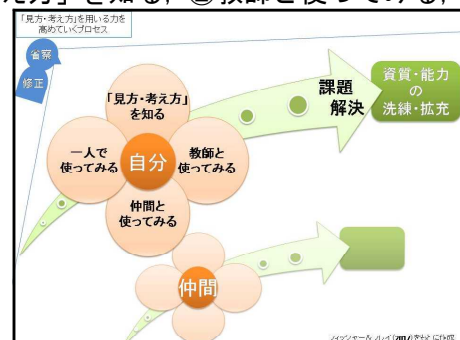 え方」を知る，②教師と使ってみる，
「見方・考え方」を用いる力を
高めていくプロセス
省察
修正
「見方・考え方」
を知る
一人で
使ってみる
自分
教師と
使ってみる
仲間と
使ってみる
課題
解決
資質・能力
の
洗練・拡充
仲間